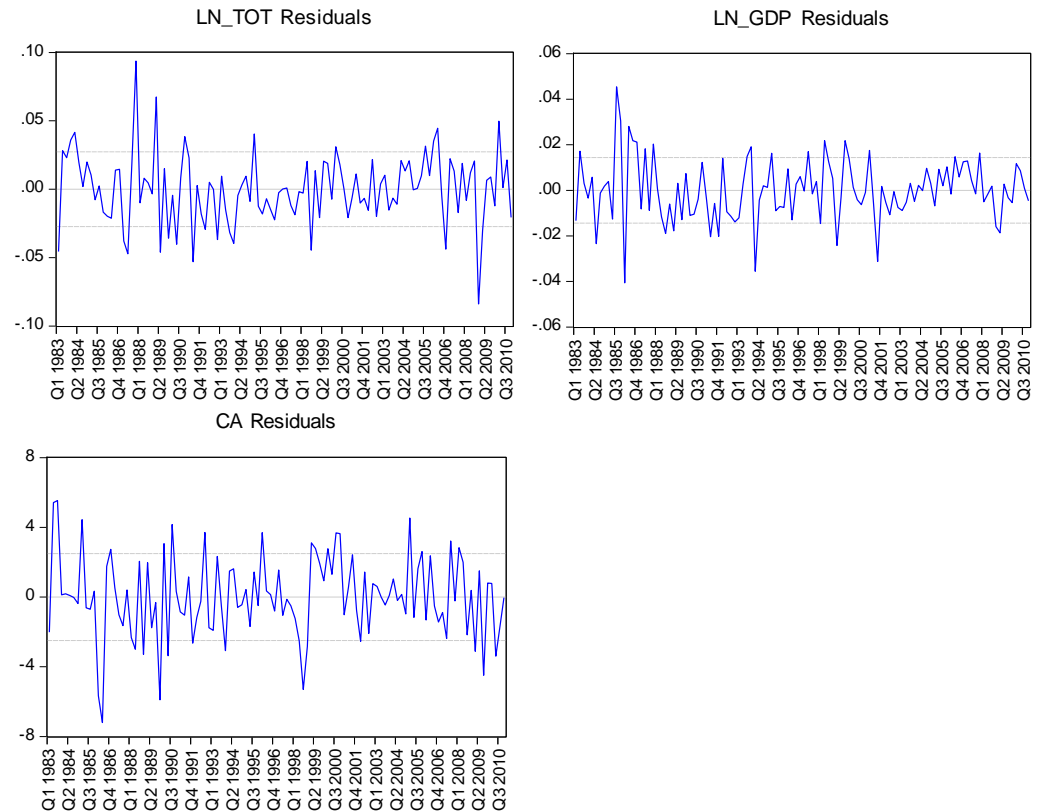 LN_TOT Residuals
.10
.05
.00
-.05
-.10
Q1 1983
Q2 1984
Q3 1985
Q4 1986
Q1 1988
Q2 1989
Q3 1990
Q4 1991
Q1 1993
Q2 1994
Q3 1995
Q4 1996
Q1 1998
Q2 1999
Q3 2000
Q4 2001
Q1 2003
Q2 2004
Q3 2005
Q4 2006
Q1 2008
Q2 2009
Q3 2010
LN_GDP Residuals
.06
.04
.02
.00
-.02
-.04
-.06
Q1 1983
Q2 1984
Q3 1985
Q4 1986
Q1 1988
Q2 1989
Q3 1990
Q4 1991
Q1 1993
Q2 1994
Q3 1995
Q4 1996
Q1 1998
Q2 1999
Q3 2000
Q4 2001
Q1 2003
Q2 2004
Q3 2005
Q4 2006
Q1 2008
Q2 2009
Q3 2010
CA Residuals
8
4
0
-4
-8
Q1 1983
Q2 1984
Q3 1985
Q4 1986
Q1 1988
Q2 1989
Q3 1990
Q4 1991
Q1 1993
Q2 1994
Q3 1995
Q4 1996
Q1 1998
Q2 1999
Q3 2000
Q4 2001
Q1 2003
Q2 2004
Q3 2005
Q4 2006
Q1 2008
Q2 2009
Q3 2010